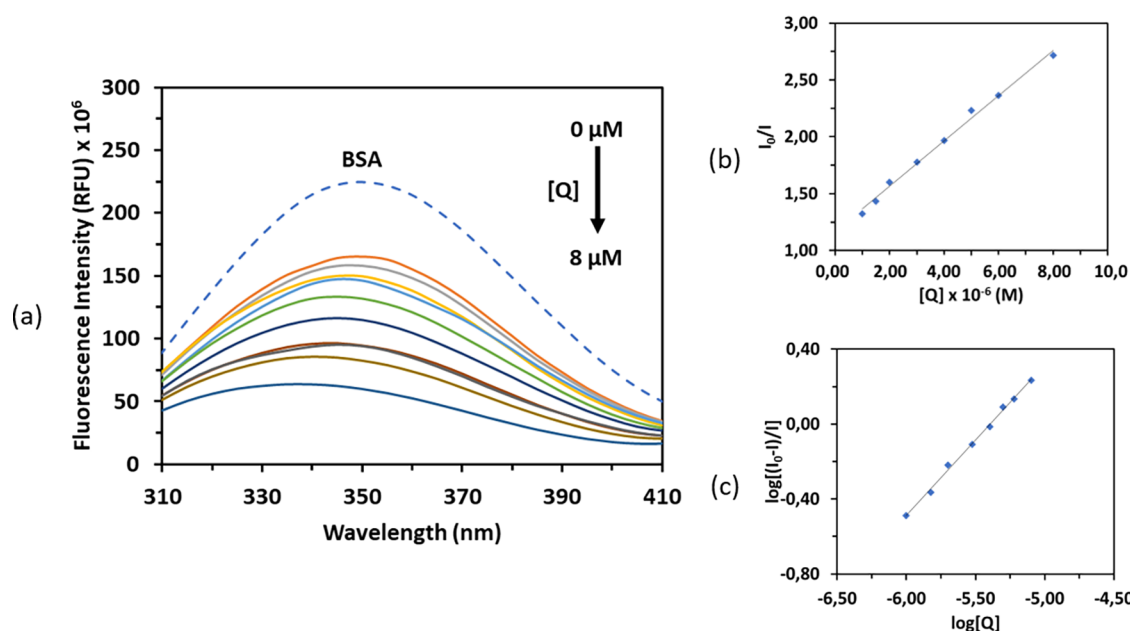 (a)
Fluorescence Intensity (RFU) x 10⁶
300
250
200
150
100
50
0
310
330
350
370
390
410
Wavelength (nm)
BSA
0 µM
[Q]
8 µM
(b)
I₀/I
3,00
2,50
2,00
1,50
1,00
0,00
2,00
4,00
6,00
8,00
10,0
[Q] x 10⁻⁶ (M)
(c)
log[(I₀-I)/I]
0,40
0,00
-0,40
-0,80
-6,50
-6,00
-5,50
-5,00
-4,50
log[Q]